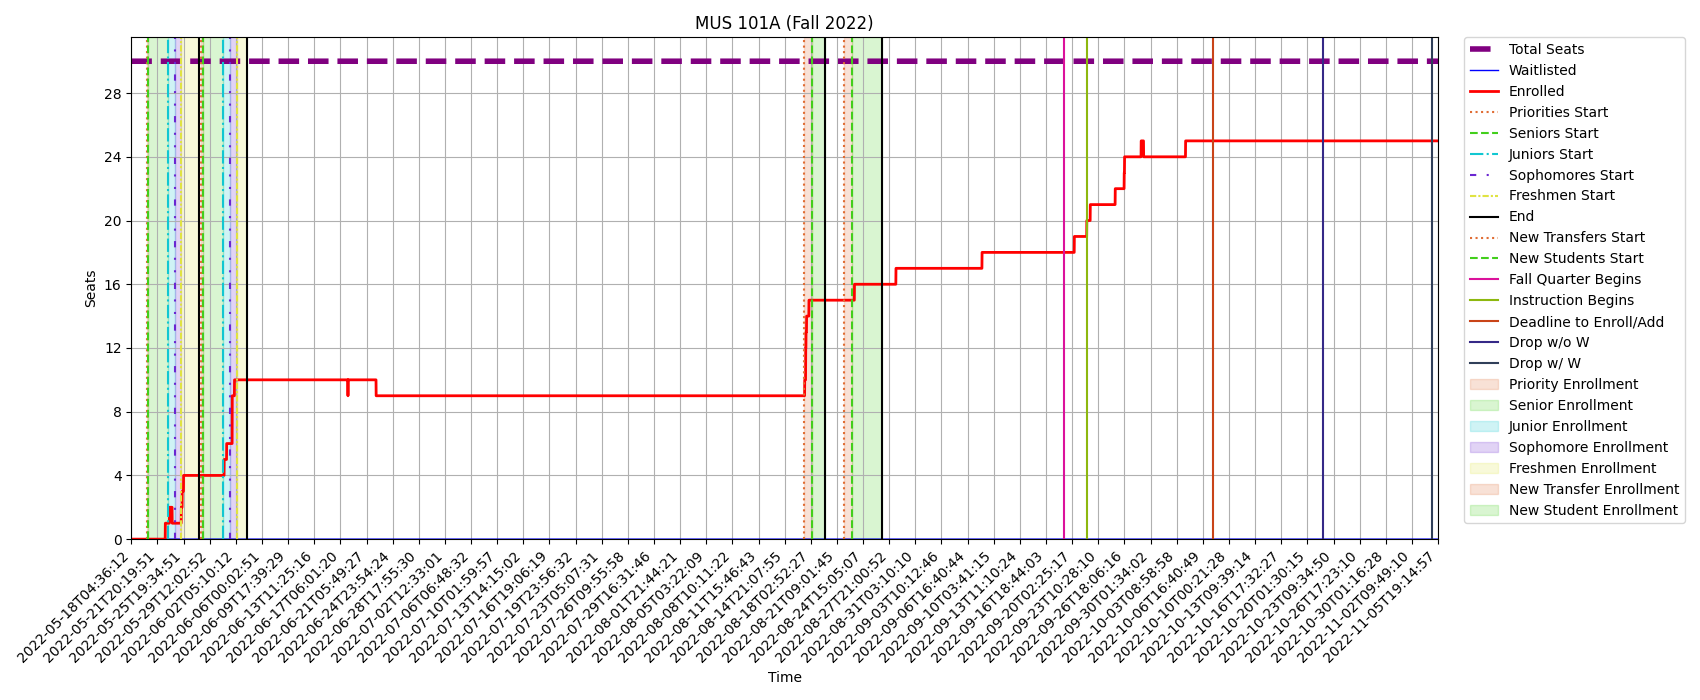 MUS 101A (Fall 2022)
Seats
28
24
20
16
12
8
4
0
2022-05-18T04:36:12
2022-05-21T20:19:51
2022-05-25T19:34:51
2022-05-29T12:02:52
2022-06-02T05:10:12
2022-06-06T00:02:51
2022-06-09T17:39:29
2022-06-13T11:25:16
2022-06-17T06:01:20
2022-06-21T05:49:27
2022-06-24T23:54:24
2022-06-28T17:55:30
2022-07-02T12:33:01
2022-07-06T06:48:32
2022-07-10T01:59:57
2022-07-13T14:15:02
2022-07-16T19:06:19
2022-07-19T23:56:32
2022-07-23T05:07:31
2022-07-26T09:55:58
2022-07-29T16:31:46
2022-08-01T21:44:21
2022-08-05T03:22:09
2022-08-08T10:11:22
2022-08-11T15:46:43
2022-08-14T21:07:55
2022-08-18T02:52:27
2022-08-21T09:01:45
2022-08-24T15:05:07
2022-08-27T21:00:52
2022-08-31T03:10:10
2022-09-03T10:12:46
2022-09-06T16:40:44
2022-09-10T03:41:15
2022-09-13T11:10:24
2022-09-16T18:44:03
2022-09-20T02:25:17
2022-09-23T10:28:10
2022-09-26T18:06:16
2022-09-30T01:34:02
2022-10-03T08:58:58
2022-10-06T16:40:49
2022-10-10T00:21:28
2022-10-13T09:39:14
2022-10-16T17:32:27
2022-10-20T01:30:15
2022-10-23T09:34:50
2022-10-26T17:23:10
2022-10-30T01:16:28
2022-11-02T09:49:10
2022-11-05T19:14:57
Time
Total Seats
Waitlisted
Enrolled
Priorities Start
Seniors Start
Juniors Start
Sophomores Start
Freshmen Start
End
New Transfers Start
New Students Start
Fall Quarter Begins
Instruction Begins
Deadline to Enroll/Add
Drop w/o W
Drop w/ W
Priority Enrollment
Senior Enrollment
Junior Enrollment
Sophomore Enrollment
Freshmen Enrollment
New Transfer Enrollment
New Student Enrollment